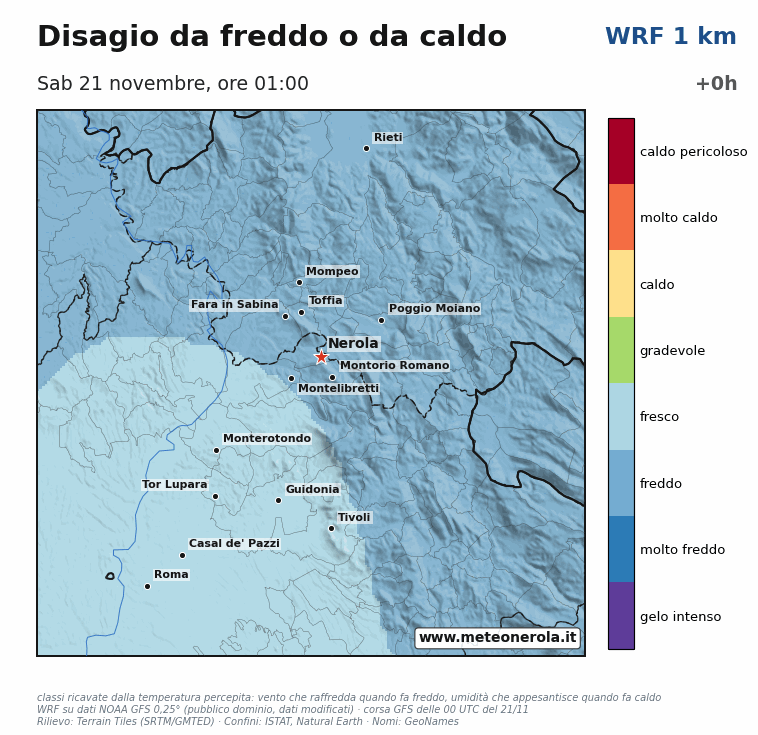 Disagio da freddo o da caldo
WRF 1 km
Sab 21 novembre, ore 01:00
+0h
Rieti
Mompeo
Fara in Sabina
Toffia
Poggio Moiano
Nerola
Montorio Romano
Montelibretti
Monterotondo
Tor Lupara
Guidonia
Tivoli
Casal de' Pazzi
Roma
www.meteonerola.it
caldo pericoloso
molto caldo
caldo
gradevole
fresco
freddo
molto freddo
gelo intenso
classi ricavate dalla temperatura percepita: vento che raffredda quando fa freddo, umidità che appesantisce quando fa caldo
WRF su dati NOAA GFS 0,25° (pubblico dominio, dati modificati) · corsa GFS delle 00 UTC del 21/11
Rilievo: Terrain Tiles (SRTM/GMTED) · Confini: ISTAT, Natural Earth · Nomi: GeoNames